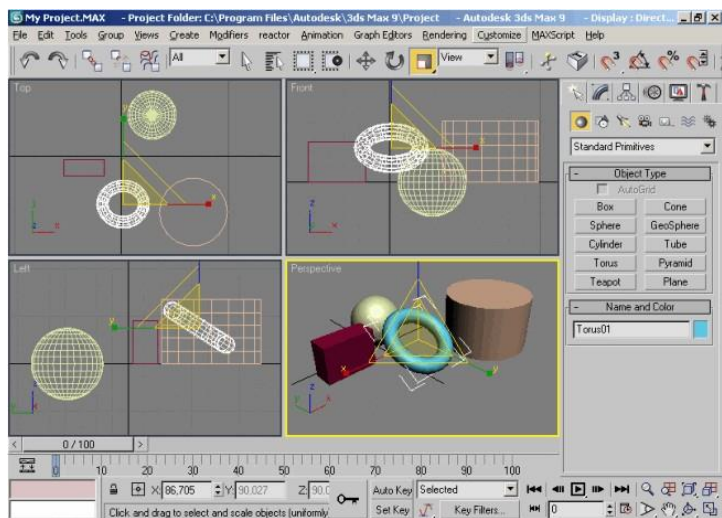 My Project.MAX - Project Folder: C:\Program Files\Autodesk\3ds Max 9\Project - Autodesk 3ds Max 9 - Display : Direct...
File Edit Tools Group Views Create Modifiers reactor Animation Graph Editors Rendering Customize MAXScript Help
All View 3 %
Top Front
y x
z x
y z
x x
Standard Primitives
- Object Type
AutoGrid
Box Cone
Sphere GeoSphere
Cylinder Tube
Torus Pyramid
Teapot Plane
Left Perspective
- Name and Color
Torus01
y
z z
y x y x
x y
< 0 / 100 >
0 10 20 30 40 50 60 70 80 90 100
X: 86,705 Y: 90,027 Z: 90,0
Auto Key Selected
Click and drag to select and scale objects (uniformly
Set Key Key Filters... 0